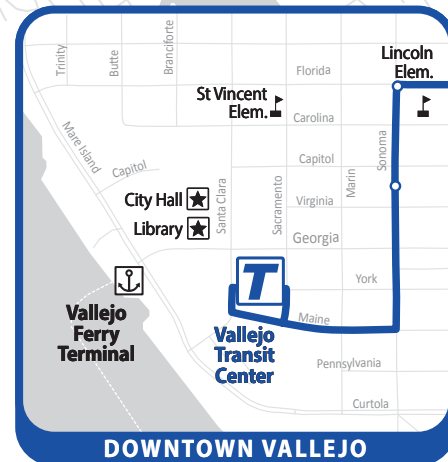 Trinity
Butte
Branciforte
Lincoln
Elem.
Florida
St Vincent
Elem.
Carolina
Mare Island
Capitol
Capitol
Sonoma
Marin
Sacramento
Santa Clara
City Hall
Virginia
Library
Georgia
T
York
Vallejo
Ferry
Terminal
Maine
Vallejo
Transit
Center
Pennsylvania
Curtola
DOWNTOWN VALLEJO